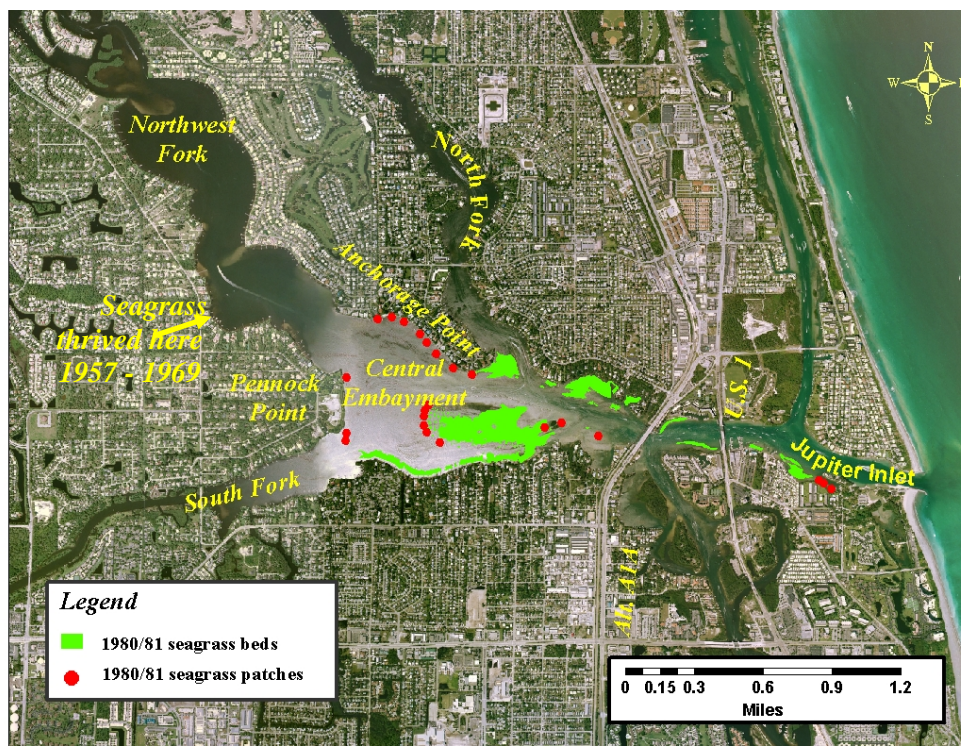 N
W E
S
Northwest
Fork
North Fork
Anchorage Point
Seagrass
thrived here
1957 - 1969
Central
Embayment
Pennock
Point
U.S. 1
Jupiter Inlet
South Fork
Alt. A1A
Legend
1980/81 seagrass beds
1980/81 seagrass patches
0 0.15 0.3 0.6 0.9 1.2
Miles